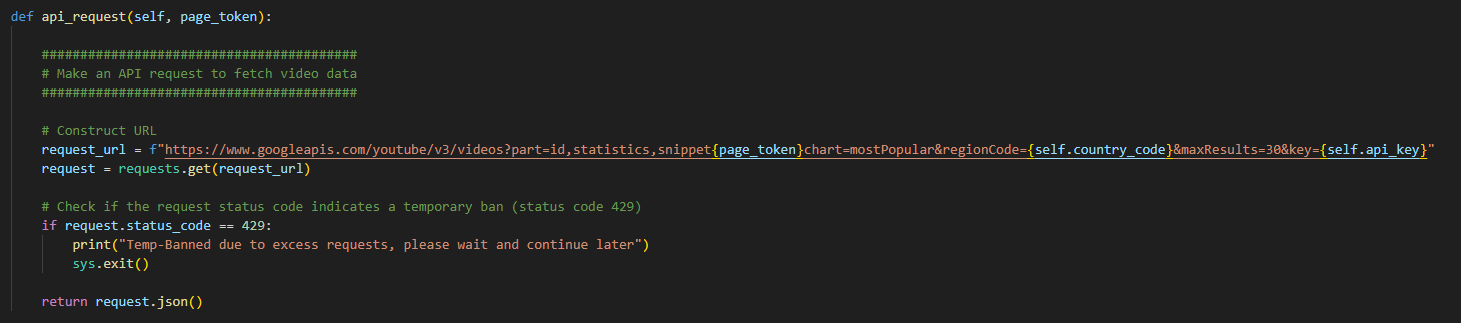 def api_request(self, page_token):
#########################################
# Make an API request to fetch video data
#########################################
# Construct URL
request_url = f"https://www.googleapis.com/youtube/v3/videos?part=id,statistics,snippet{page_token}chart=mostPopular&regionCode={self.country_code}&maxResults=30&key={self.api_key}"
request = requests.get(request_url)
# Check if the request status code indicates a temporary ban (status code 429)
if request.status_code == 429:
print("Temp-Banned due to excess requests, please wait and continue later")
sys.exit()
return request.json()